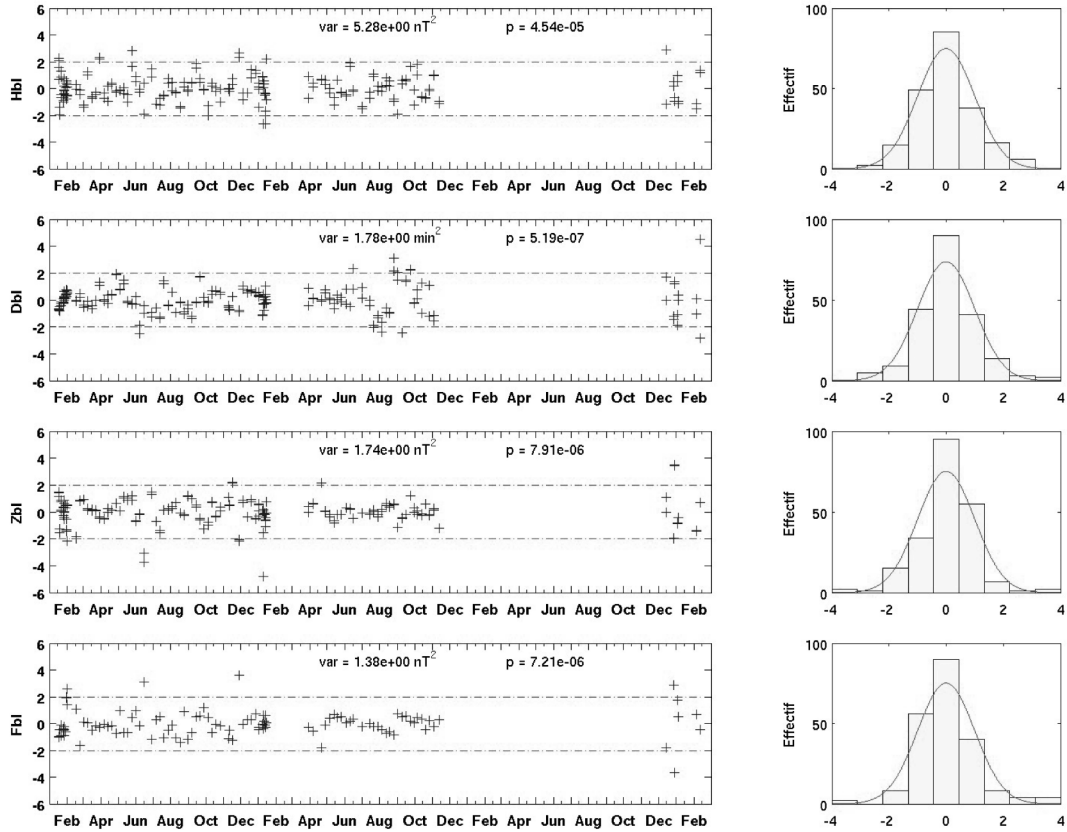 var = 5.28e+00 nT² p = 4.54e-05
Hbl
6
4
2
0
-2
-4
-6
Feb Apr Jun Aug Oct Dec Feb Apr Jun Aug Oct Dec Feb Apr Jun Aug Oct Dec Feb
Effectif
100
50
0
-4 -2 0 2 4
var = 1.78e+00 min² p = 5.19e-07
Dbl
6
4
2
0
-2
-4
-6
Feb Apr Jun Aug Oct Dec Feb Apr Jun Aug Oct Dec Feb Apr Jun Aug Oct Dec Feb
Effectif
100
50
0
-4 -2 0 2 4
var = 1.74e+00 nT² p = 7.91e-06
Zbl
6
4
2
0
-2
-4
-6
Feb Apr Jun Aug Oct Dec Feb Apr Jun Aug Oct Dec Feb Apr Jun Aug Oct Dec Feb
Effectif
100
50
0
-4 -2 0 2 4
var = 1.38e+00 nT² p = 7.21e-06
Fbl
6
4
2
0
-2
-4
-6
Feb Apr Jun Aug Oct Dec Feb Apr Jun Aug Oct Dec Feb Apr Jun Aug Oct Dec Feb
Effectif
100
50
0
-4 -2 0 2 4